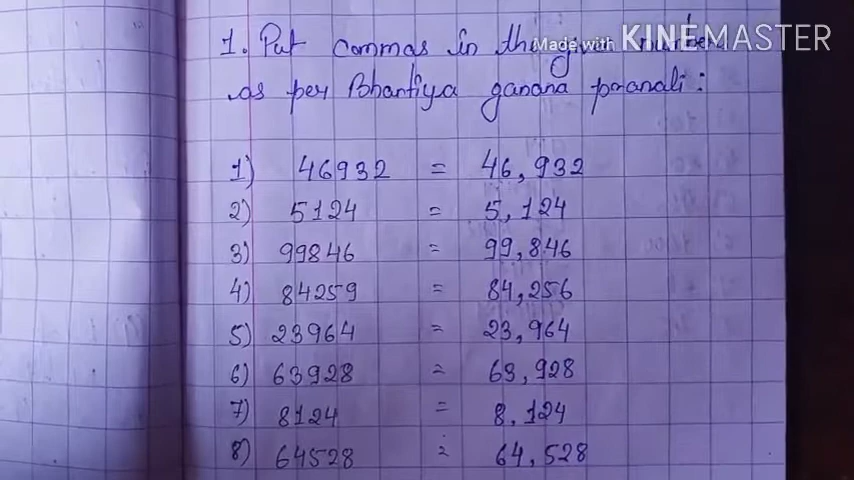 1. Put commas in the given numbers
Made with KINEMASTER
as per Bhartiya ganana pranali:
1) 46932 = 46,932
2) 5124 = 5,124
3) 99846 = 99,846
4) 84259 = 84,256
5) 23964 = 23,964
6) 63928 = 63,928
7) 8124 = 8,124
8) 64528 = 64,528